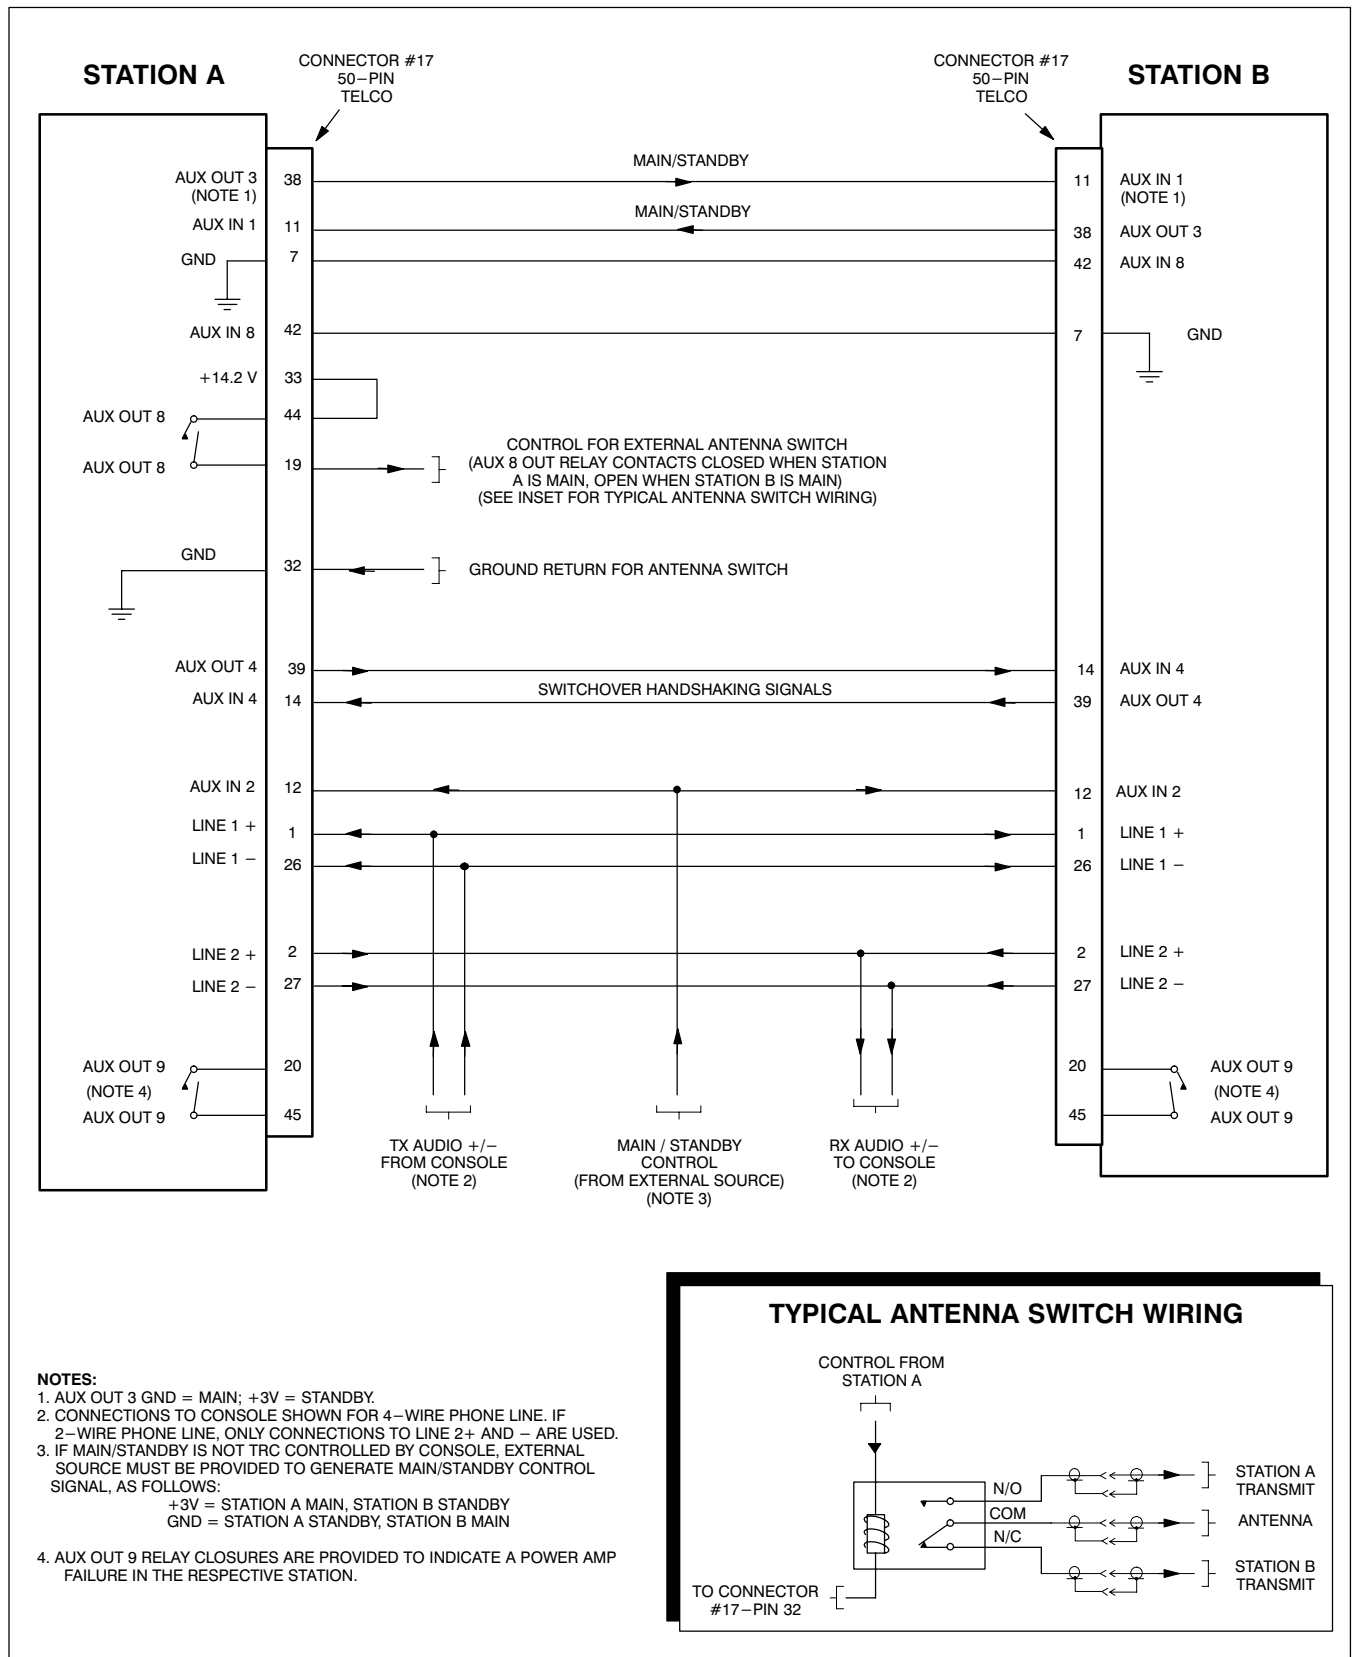 STATION A
CONNECTOR #17
50−PIN
TELCO
CONNECTOR #17
50−PIN
TELCO
STATION B
AUX OUT 3
(NOTE 1)
38
MAIN/STANDBY
11
AUX IN 1
(NOTE 1)
AUX IN 1
11
MAIN/STANDBY
38
AUX OUT 3
GND
7
42
AUX IN 8
AUX IN 8
42
7
GND
+14.2 V
33
AUX OUT 8
44
AUX OUT 8
19
CONTROL FOR EXTERNAL ANTENNA SWITCH
(AUX 8 OUT RELAY CONTACTS CLOSED WHEN STATION
A IS MAIN, OPEN WHEN STATION B IS MAIN)
(SEE INSET FOR TYPICAL ANTENNA SWITCH WIRING)
GND
32
GROUND RETURN FOR ANTENNA SWITCH
AUX OUT 4
39
14
AUX IN 4
AUX IN 4
14
SWITCHOVER HANDSHAKING SIGNALS
39
AUX OUT 4
AUX IN 2
12
12
AUX IN 2
LINE 1 +
1
1
LINE 1 +
LINE 1 −
26
26
LINE 1 −
LINE 2 +
2
2
LINE 2 +
LINE 2 −
27
27
LINE 2 −
AUX OUT 9
20
20
AUX OUT 9
(NOTE 4)
(NOTE 4)
AUX OUT 9
45
45
AUX OUT 9
TX AUDIO +/−
FROM CONSOLE
(NOTE 2)
MAIN / STANDBY
CONTROL
(FROM EXTERNAL SOURCE)
(NOTE 3)
RX AUDIO +/−
TO CONSOLE
(NOTE 2)
NOTES:
1. AUX OUT 3 GND = MAIN; +3V = STANDBY.
2. CONNECTIONS TO CONSOLE SHOWN FOR 4−WIRE PHONE LINE. IF
2−WIRE PHONE LINE, ONLY CONNECTIONS TO LINE 2+ AND − ARE USED.
3. IF MAIN/STANDBY IS NOT TRC CONTROLLED BY CONSOLE, EXTERNAL
SOURCE MUST BE PROVIDED TO GENERATE MAIN/STANDBY CONTROL
SIGNAL, AS FOLLOWS:
+3V = STATION A MAIN, STATION B STANDBY
GND = STATION A STANDBY, STATION B MAIN
4. AUX OUT 9 RELAY CLOSURES ARE PROVIDED TO INDICATE A POWER AMP
FAILURE IN THE RESPECTIVE STATION.
TYPICAL ANTENNA SWITCH WIRING
CONTROL FROM
STATION A
N/O
COM
N/C
STATION A
TRANSMIT
ANTENNA
STATION B
TRANSMIT
TO CONNECTOR
#17−PIN 32